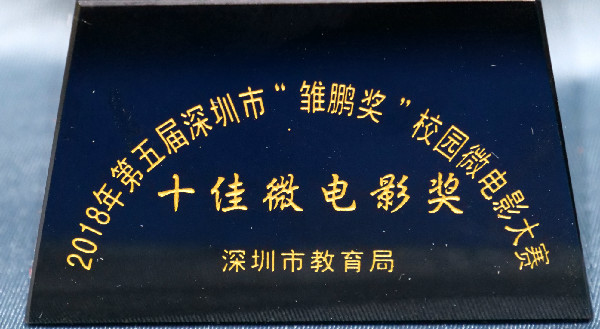 2018年第五届深圳市“雏鹏奖”校园微电影大赛
十佳微电影奖
深圳市教育局